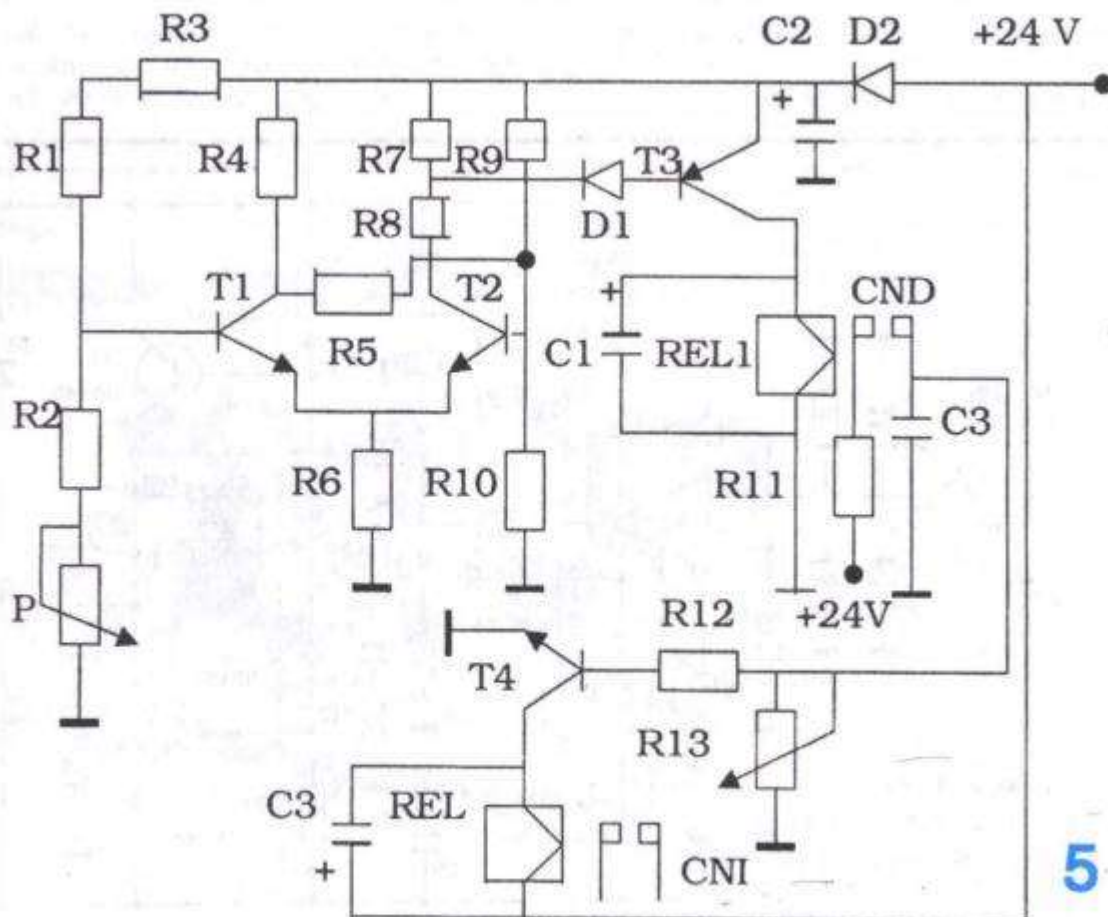 R3
C2 D2 +24 V
+
R1 R4 R7 R9 T3
R8 D1
T1 T2 + CND
R5 C1 REL1
R2 C3
R6 R10 R11
P R12 +24V
T4
R13
C3 REL
+ CNI
5